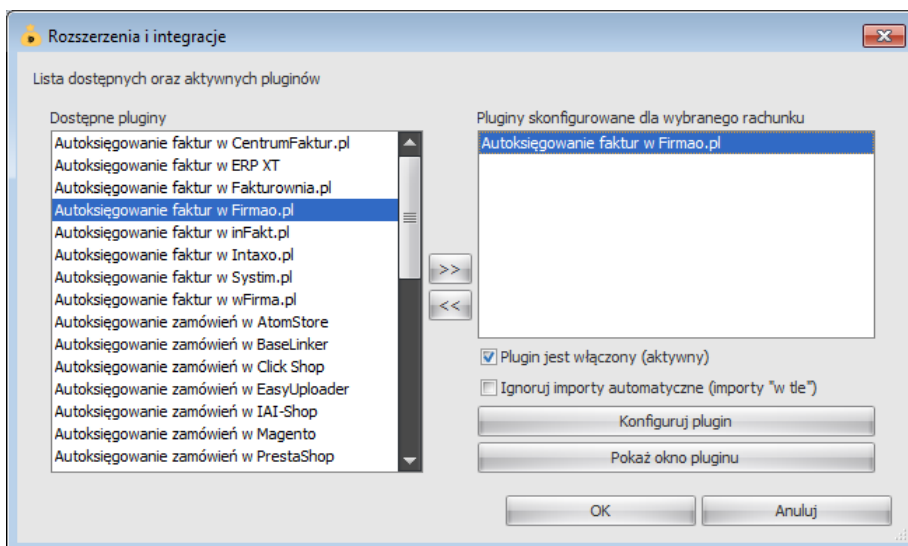 Rozszerzenia i integracje
Lista dostępnych oraz aktywnych pluginów
Dostępne pluginy
Autoksięgowanie faktur w CentrumFaktur.pl
Autoksięgowanie faktur w ERP XT
Autoksięgowanie faktur w Fakturownia.pl
Autoksięgowanie faktur w Firmao.pl
Autoksięgowanie faktur w inFakt.pl
Autoksięgowanie faktur w Intaxo.pl
Autoksięgowanie faktur w Systim.pl
Autoksięgowanie faktur w wFirma.pl
Autoksięgowanie zamówień w AtomStore
Autoksięgowanie zamówień w BaseLinker
Autoksięgowanie zamówień w Click Shop
Autoksięgowanie zamówień w EasyUploader
Autoksięgowanie zamówień w IAI-Shop
Autoksięgowanie zamówień w Magento
Autoksięgowanie zamówień w PrestaShop
>>
<<
Pluginy skonfigurowane dla wybranego rachunku
Autoksięgowanie faktur w Firmao.pl
Plugin jest włączony (aktywny)
Ignoruj importy automatyczne (importy "w tle")
Konfiguruj plugin
Pokaż okno pluginu
OK
Anuluj